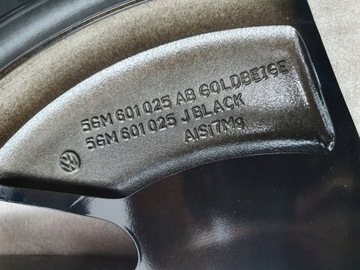 5GM 601 025 AB GOLDBEIGE
5GM 601 025 J BLACK
AlSi7Mg